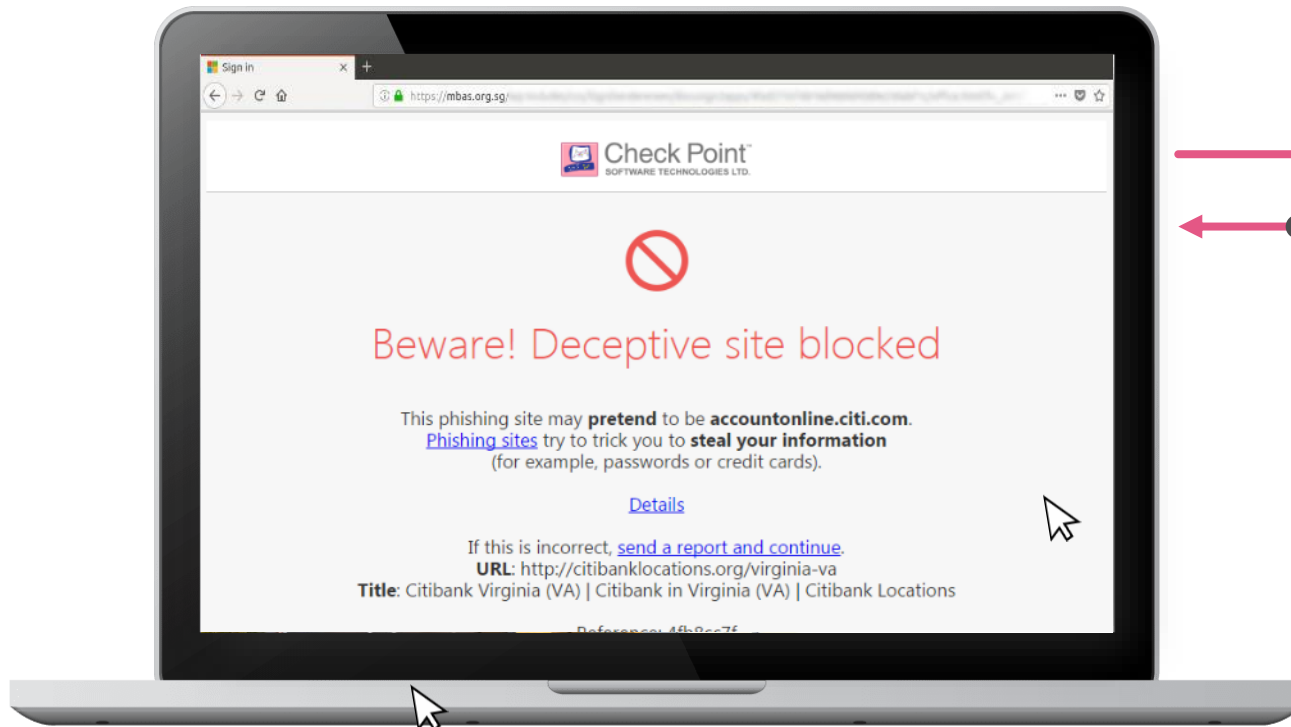 Sign in
https://mbas.org.sg/
Check Point™
SOFTWARE TECHNOLOGIES LTD.
Beware! Deceptive site blocked
This phishing site may pretend to be accountonline.citi.com.
Phishing sites try to trick you to steal your information
(for example, passwords or credit cards).
Details
If this is incorrect, send a report and continue.
URL: http://citibanklocations.org/virginia-va
Title: Citibank Virginia (VA) | Citibank in Virginia (VA) | Citibank Locations